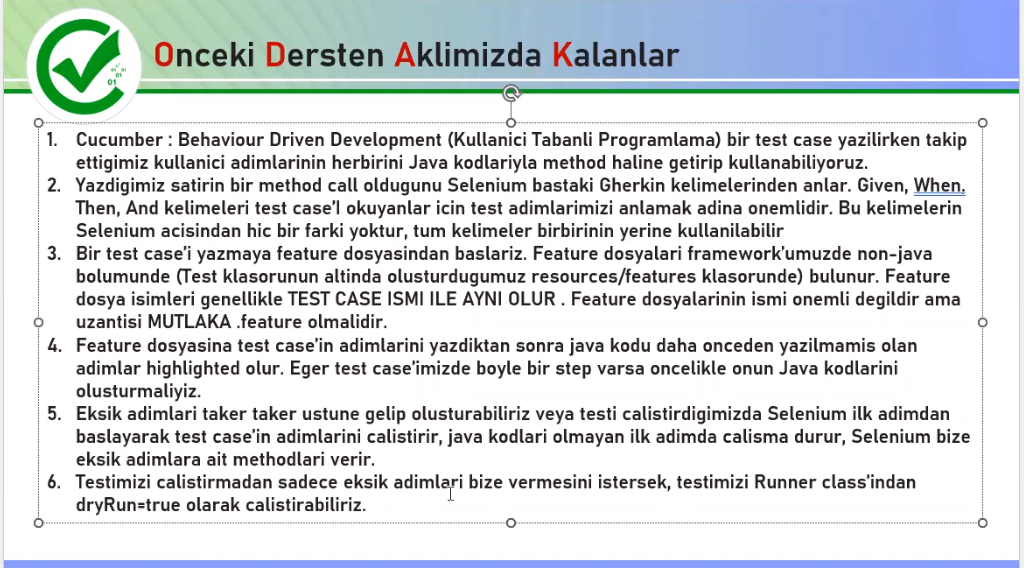 Onceki Dersten Aklimizda Kalanlar
1. Cucumber : Behaviour Driven Development (Kullanici Tabanli Programlama) bir test case yazilirken takip
ettigimiz kullanici adimlarinin herbirini Java kodlariyla method haline getirip kullanabiliyoruz.
2. Yazdigimiz satirin bir method call oldugunu Selenium bastaki Gherkin kelimelerinden anlar. Given, When.
Then, And kelimeleri test case'I okuyanlar icin test adimlarimizi anlamak adina onemlidir. Bu kelimelerin
Selenium acisindan hic bir farki yoktur, tum kelimeler birbirinin yerine kullanilabilir
3. Bir test case'i yazmaya feature dosyasindan baslariz. Feature dosyalari framework'umuzde non-java
bolumunde (Test klasorunun altinda olusturdugumuz resources/features klasorunde) bulunur. Feature
dosya isimleri genellikle TEST CASE ISMI ILE AYNI OLUR . Feature dosyalarinin ismi onemli degildir ama
uzantisi MUTLAKA .feature olmalidir.
4. Feature dosyasina test case'in adimlarini yazdiktan sonra java kodu daha onceden yazilmamis olan
adimlar highlighted olur. Eger test case'imizde boyle bir step varsa oncelikle onun Java kodlarini
olusturmaliyiz.
5. Eksik adimlari taker taker ustune gelip olusturabiliriz veya testi calistirdigimizda Selenium ilk adimdan
baslayarak test case'in adimlarini calistirir, java kodlari olmayan ilk adimda calisma durur, Selenium bize
eksik adimlara ait methodlari verir.
6. Testimizi calistirmadan sadece eksik adimlari bize vermesini istersek, testimizi Runner class'indan
dryRun=true olarak calistirabiliriz.
01 01
01
01